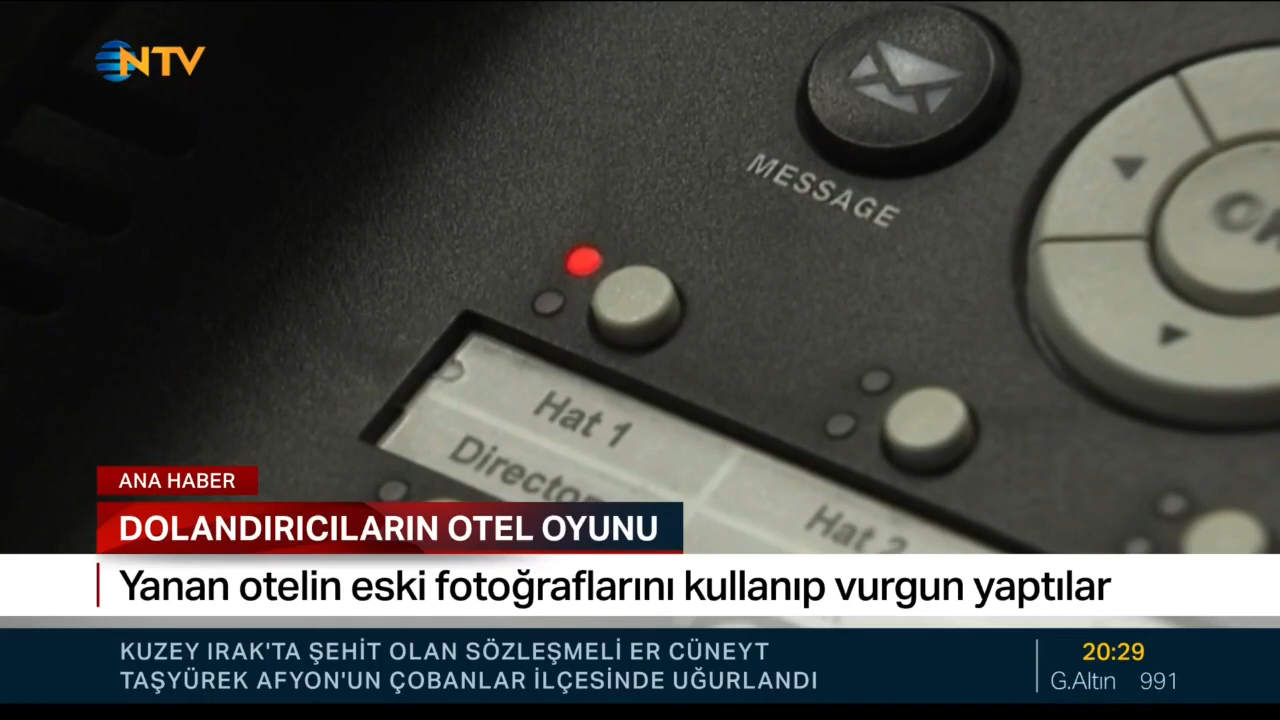 NTV
MESSAGE
OK
Hat 1
Hat 2
ANA HABER
DOLANDIRICILARIN OTEL OYUNU
Yanan otelin eski fotoğraflarını kullanıp vurgun yaptılar
KUZEY IRAK'TA ŞEHİT OLAN SÖZLEŞMELİ ER CÜNEYT
TAŞYÜREK AFYON'UN ÇOBANLAR İLÇESİNDE UĞURLANDI
20:29
G.Altın 991